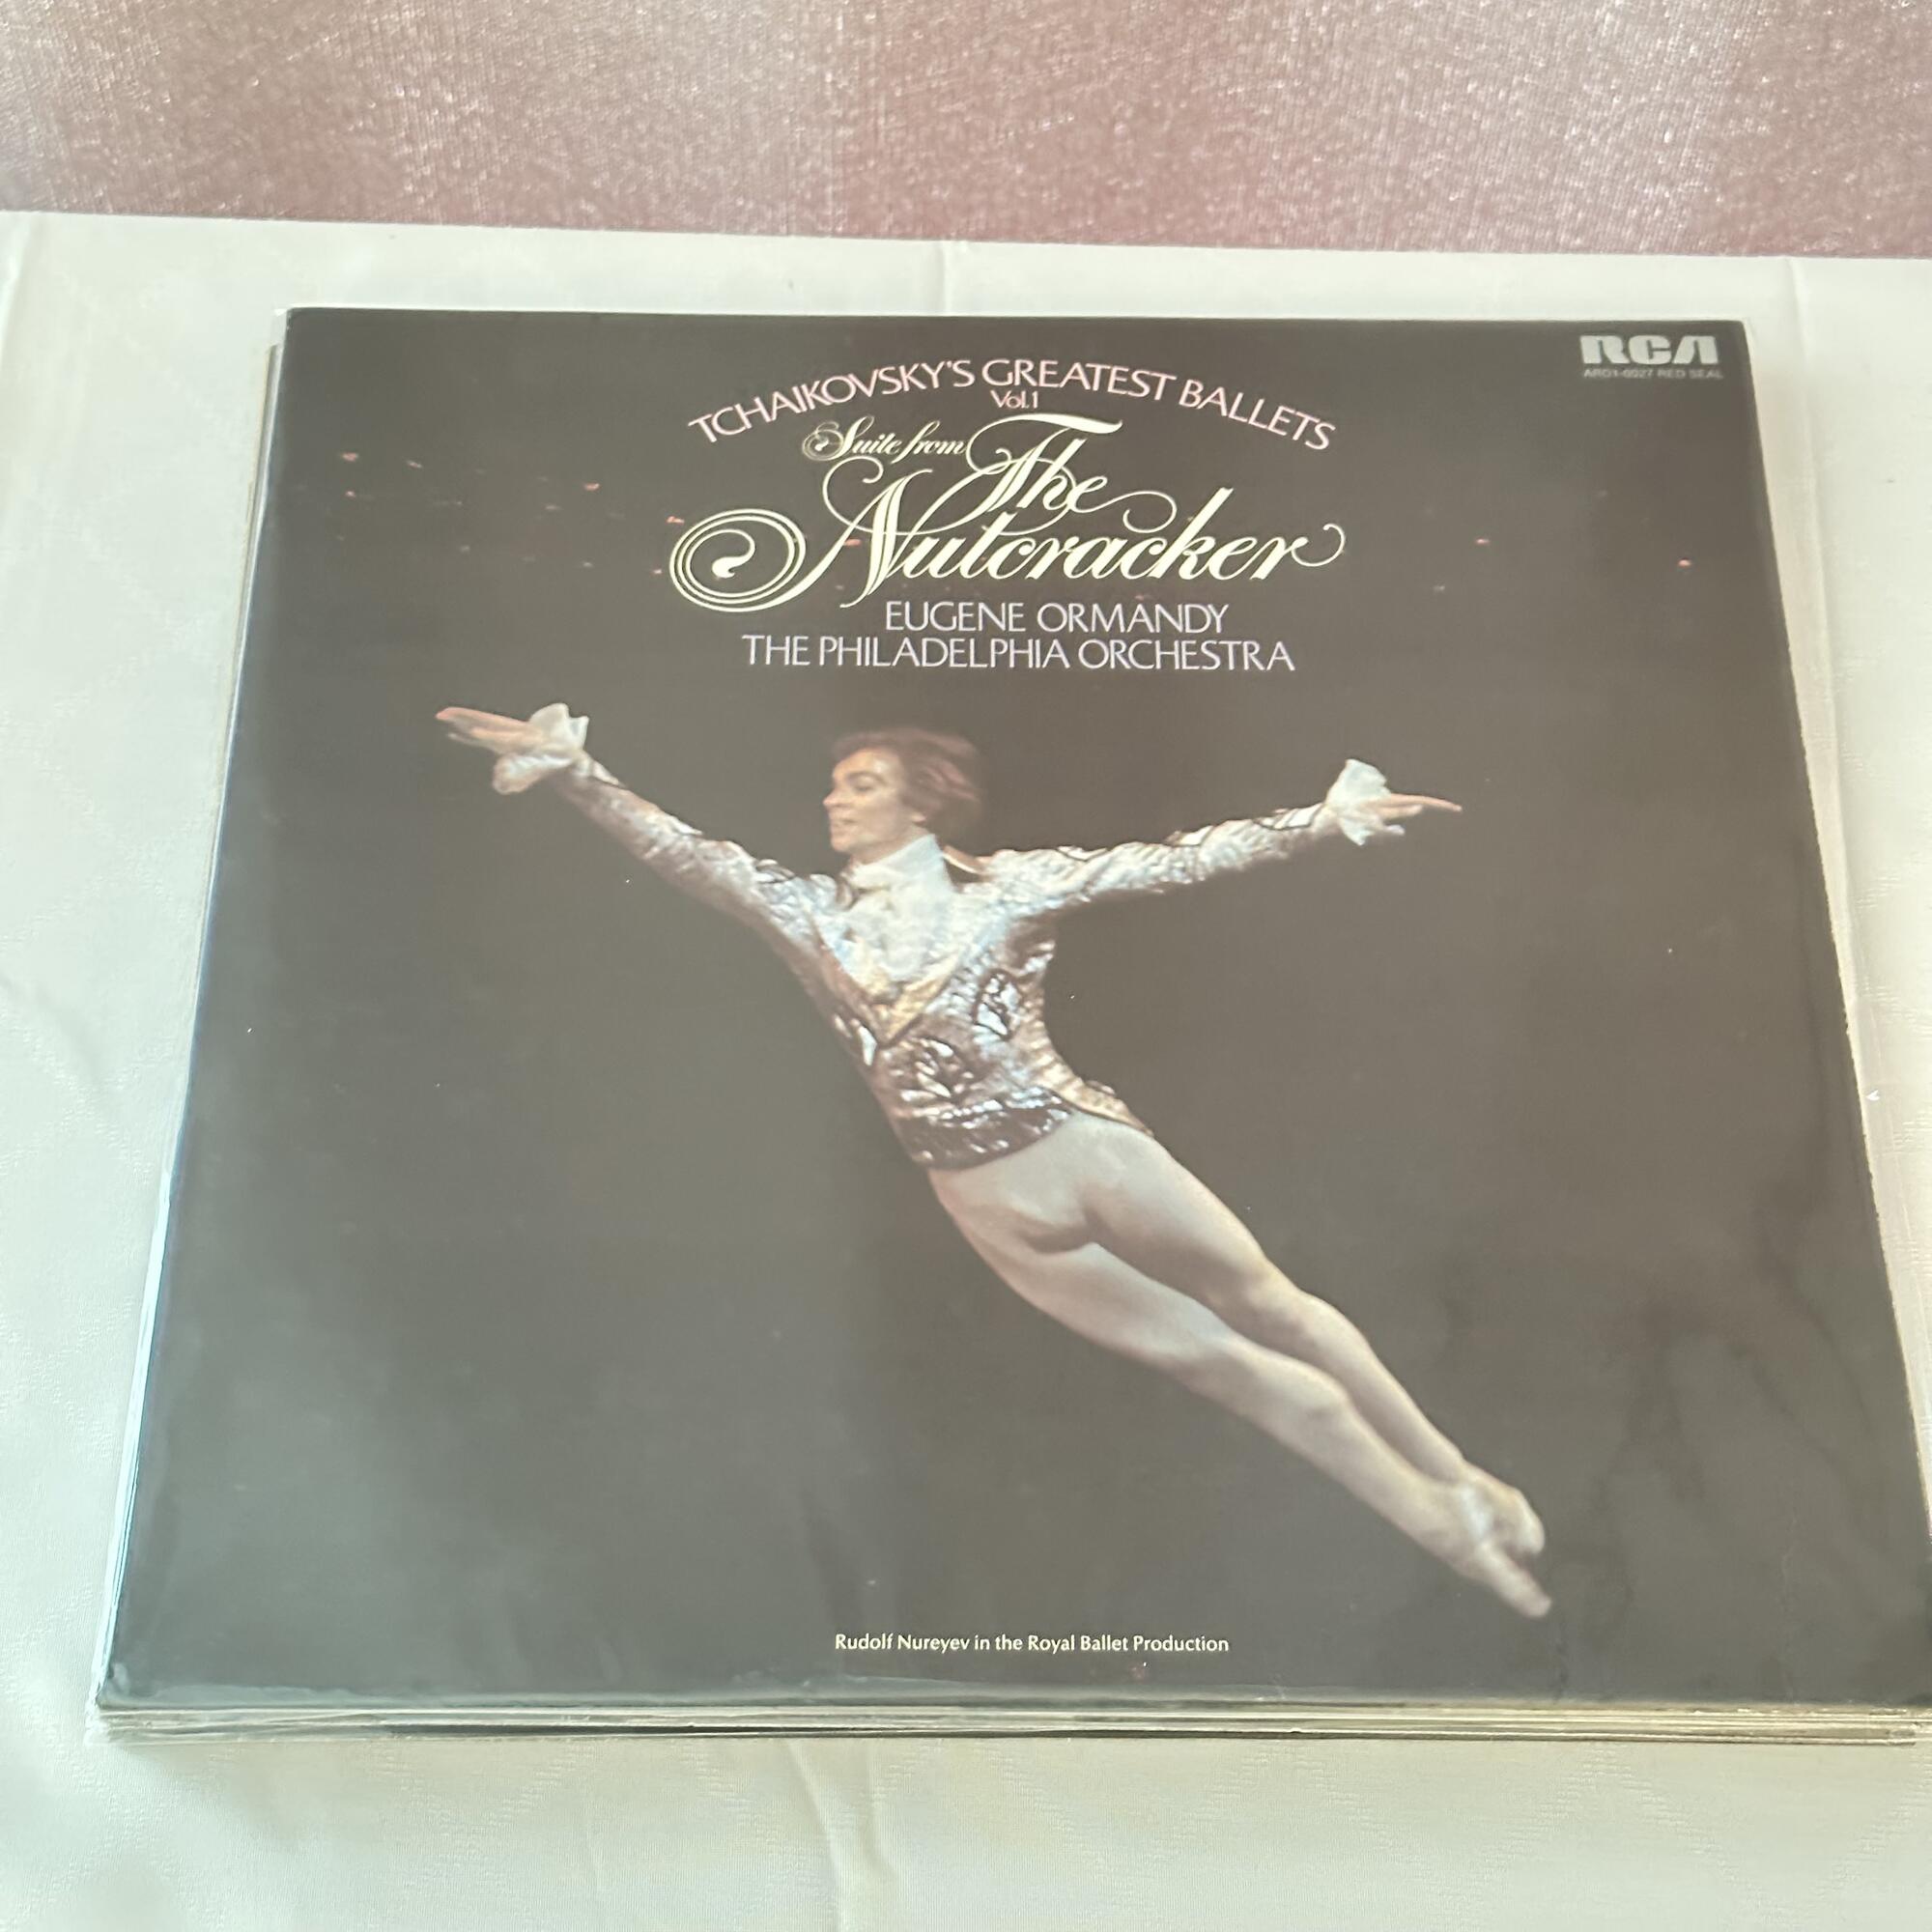 RCA
ARD1-0027 RED SEAL
TCHAIKOVSKY'S GREATEST BALLETS
Vol.1
Suite from The
Nutcracker
EUGENE ORMANDY
THE PHILADELPHIA ORCHESTRA
Rudolf Nureyev in the Royal Ballet Production